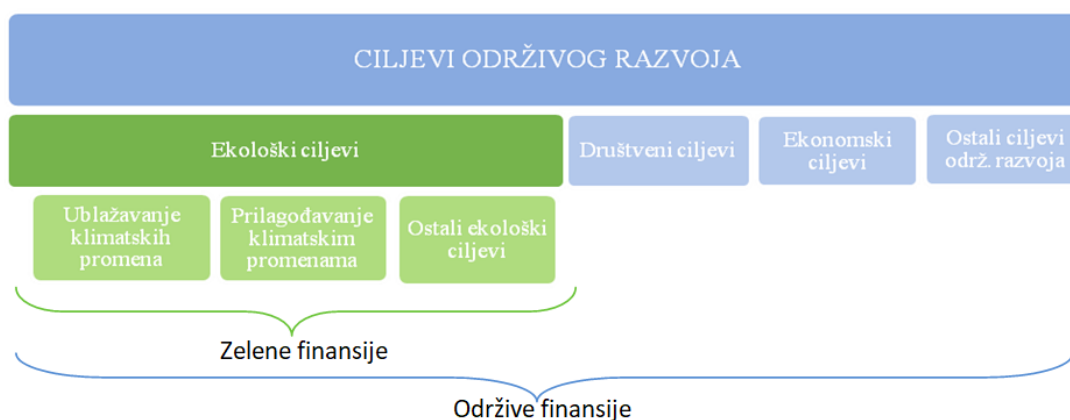 CILJEVI ODRŽIVOG RAZVOJA
Ekološki ciljevi
Društveni ciljevi
Ekonomski
ciljevi
Ostali ciljevi
održ. razvoja
Ublažavanje
klimatskih
promena
Prilagođavanje
klimatskim
promenama
Ostali ekološki
ciljevi
Zelene finansije
Održive finansije